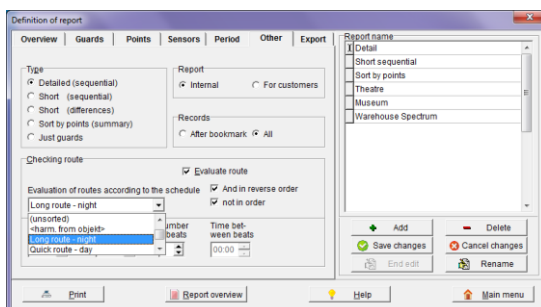 Definition of report
Overview Guards Points Sensors Period Other Export
Type
Detailed (sequential)
Short (sequential)
Short (differences)
Sort by points (summary)
Just guards
Report
Internal For customers
Records
After bookmark All
Checking route
Evaluate route
Evaluation of routes according to the schedule
And in reverse order
Long route - night
not in order
(unsorted)
<harm. from objekt>
Long route - night
Quick route - day
Time bet-
beats ween beats
00:00
Report name
Detail
Short sequential
Sort by points
Theatre
Museum
Warehouse Spectrum
Add Delete
Save changes Cancel changes
End edit Rename
Print Report overview Help Main menu